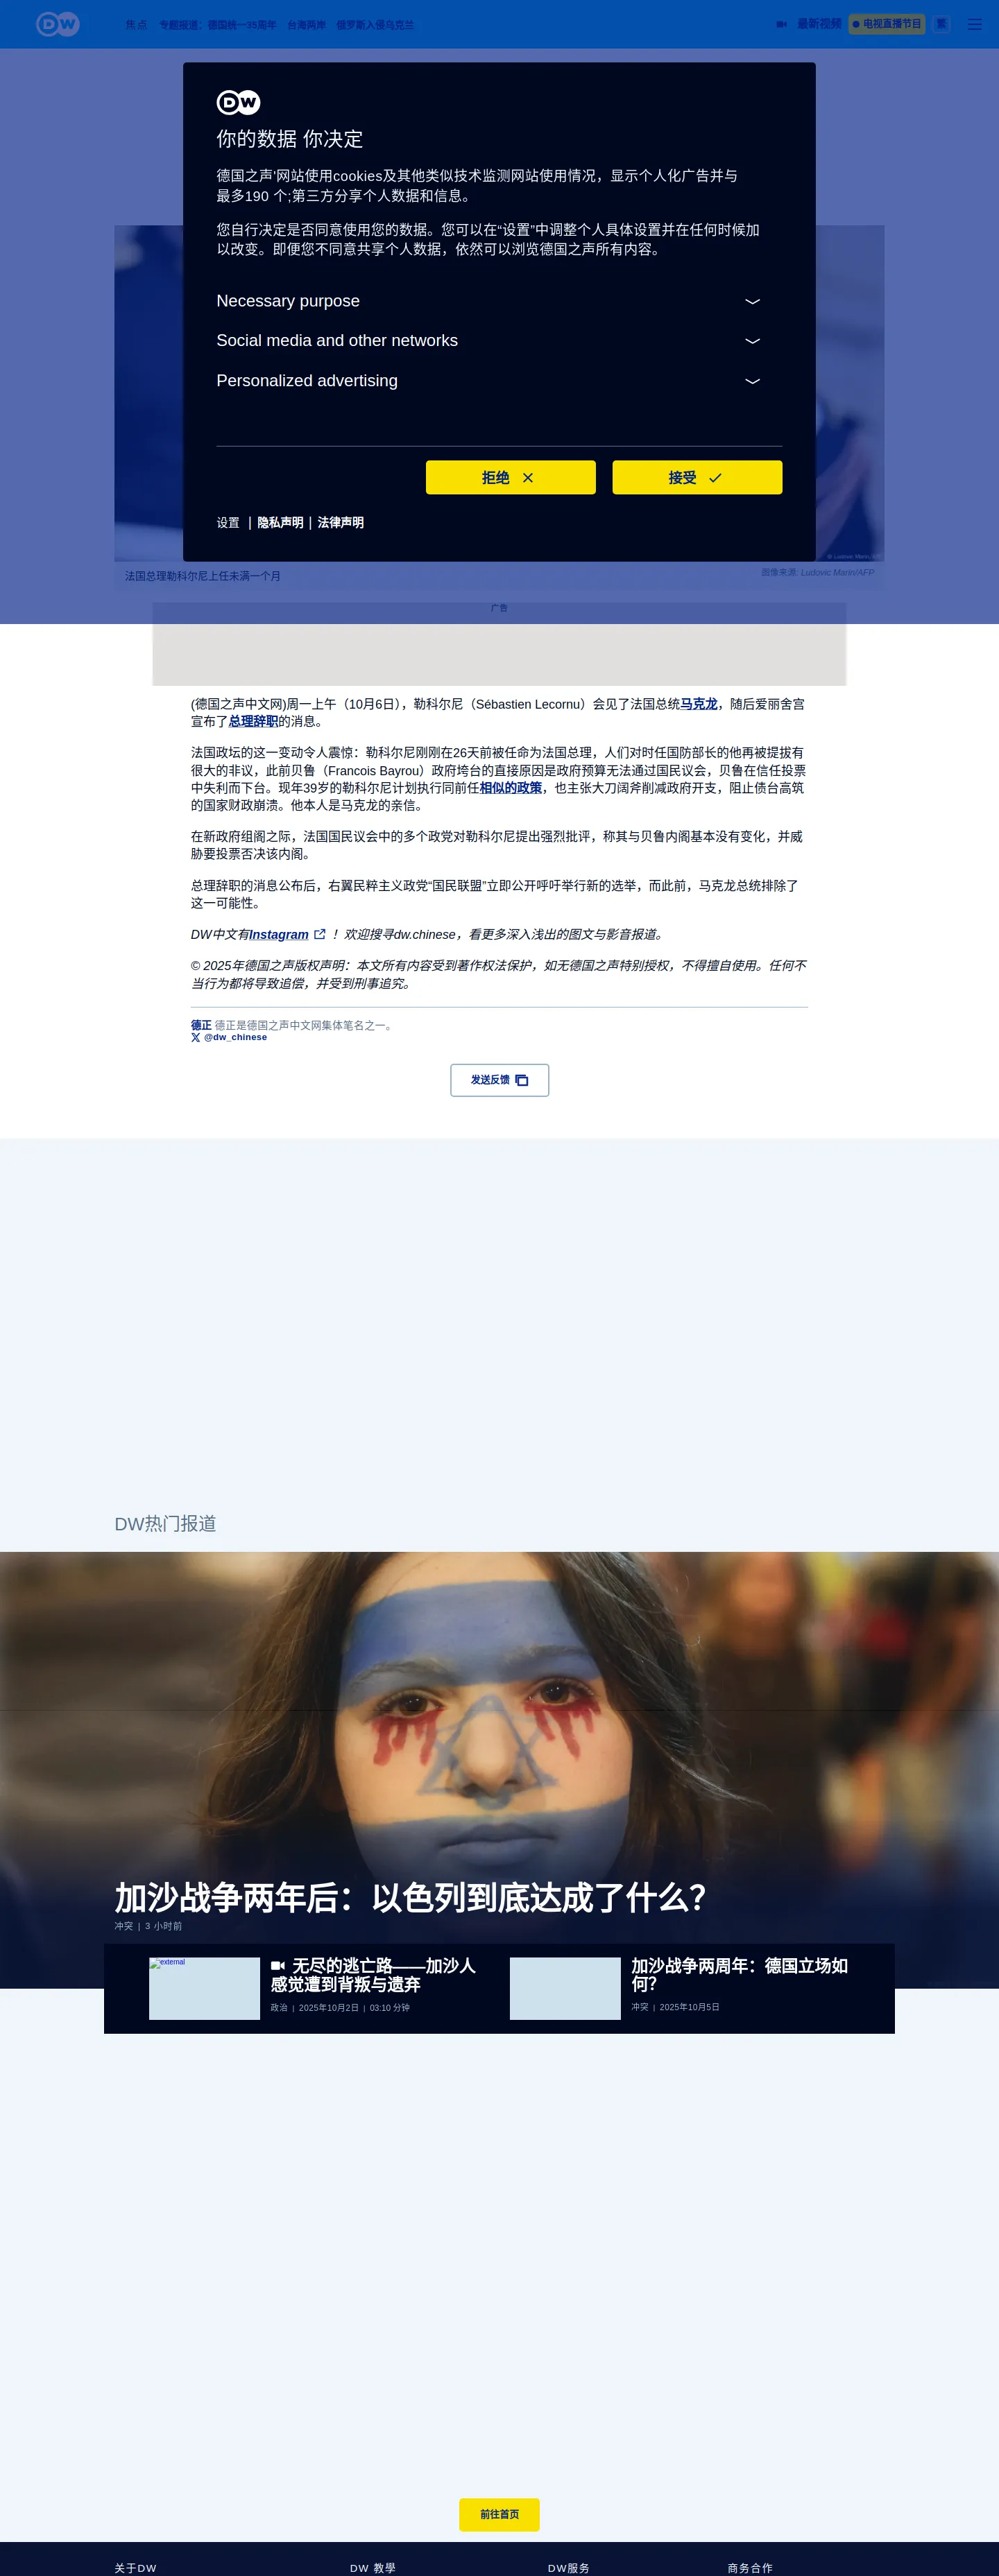 DW
焦点 专题报道：德国统一35周年 台海两岸 俄罗斯入侵乌克兰
最新视频 电视直播节目 繁
DW
你的数据 你决定
德国之声'网站使用cookies及其他类似技术监测网站使用情况，显示个人化广告并与
最多190 个;第三方分享个人数据和信息。
您自行决定是否同意使用您的数据。您可以在“设置”中调整个人具体设置并在任何时候加
以改变。即便您不同意共享个人数据，依然可以浏览德国之声所有内容。
Necessary purpose
Social media and other networks
Personalized advertising
拒绝 接受
设置 | 隐私声明 | 法律声明
法国总理勒科尔尼上任未满一个月
图像来源: Ludovic Marin/AFP
广告
(德国之声中文网)周一上午（10月6日），勒科尔尼（Sébastien Lecornu）会见了法国总统马克龙，随后爱丽舍宫
宣布了总理辞职的消息。
法国政坛的这一变动令人震惊：勒科尔尼刚刚在26天前被任命为法国总理，人们对时任国防部长的他再被提拔有
很大的非议，此前贝鲁（Francois Bayrou）政府垮台的直接原因是政府预算无法通过国民议会，贝鲁在信任投票
中失利而下台。现年39岁的勒科尔尼计划执行同前任相似的政策，也主张大刀阔斧削减政府开支，阻止债台高筑
的国家财政崩溃。他本人是马克龙的亲信。
在新政府组阁之际，法国国民议会中的多个政党对勒科尔尼提出强烈批评，称其与贝鲁内阁基本没有变化，并威
胁要投票否决该内阁。
总理辞职的消息公布后，右翼民粹主义政党“国民联盟”立即公开呼吁举行新的选举，而此前，马克龙总统排除了
这一可能性。
DW中文有Instagram ！欢迎搜寻dw.chinese，看更多深入浅出的图文与影音报道。
© 2025年德国之声版权声明：本文所有内容受到著作权法保护，如无德国之声特别授权，不得擅自使用。任何不
当行为都将导致追偿，并受到刑事追究。
德正 德正是德国之声中文网集体笔名之一。
@dw_chinese
发送反馈
DW热门报道
加沙战争两年后：以色列到底达成了什么？
冲突 | 3 小时前
external
无尽的逃亡路——加沙人
感觉遭到背叛与遗弃
政治 | 2025年10月2日 | 03:10 分钟
加沙战争两周年：德国立场如
何？
冲突 | 2025年10月5日
前往首页
关于DW DW 教學 DW服务 商务合作